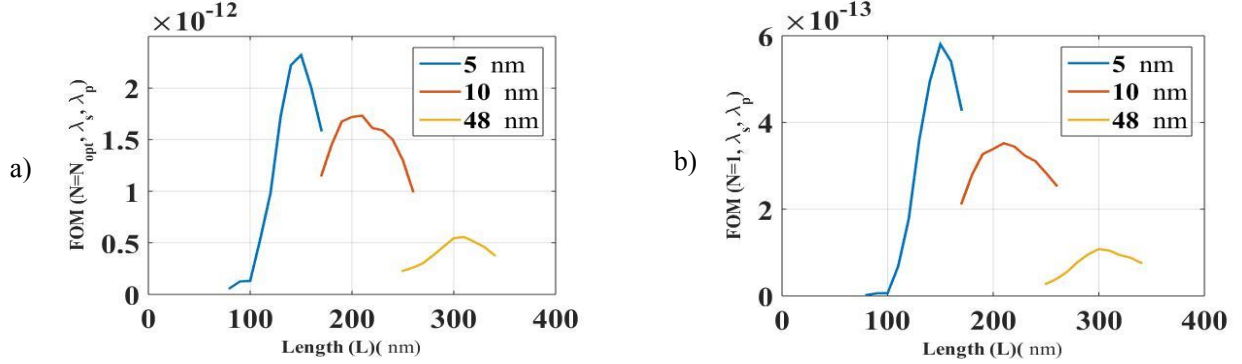 a)
×10⁻¹²
FOM (N=N_opt, λ_s, λ_p)
2
1.5
1
0.5
0
0 100 200 300 400
Length (L)( nm)
5 nm
10 nm
48 nm
b)
×10⁻¹³
FOM (N=1, λ_s, λ_p)
6
4
2
0
0 100 200 300 400
Length (L)( nm)
5 nm
10 nm
48 nm